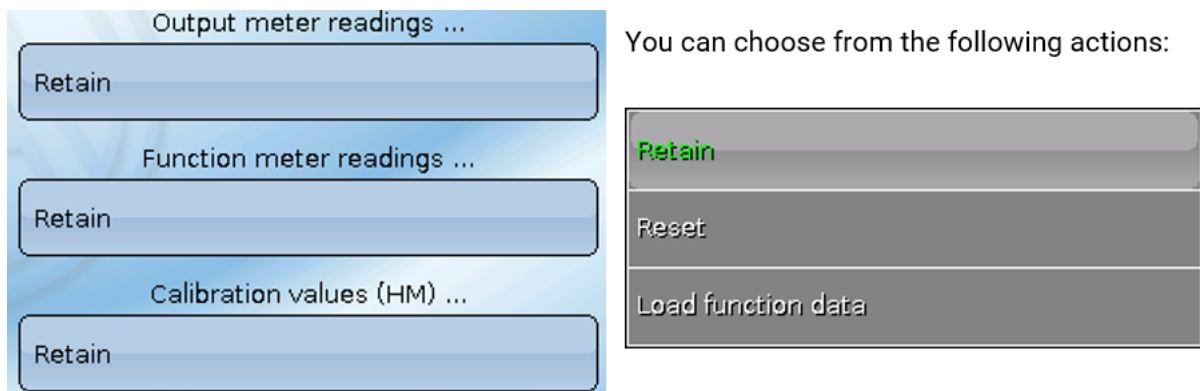 Output meter readings ...
Retain
Function meter readings ...
Retain
Calibration values (HM) ...
Retain
You can choose from the following actions:
Retain
Reset
Load function data